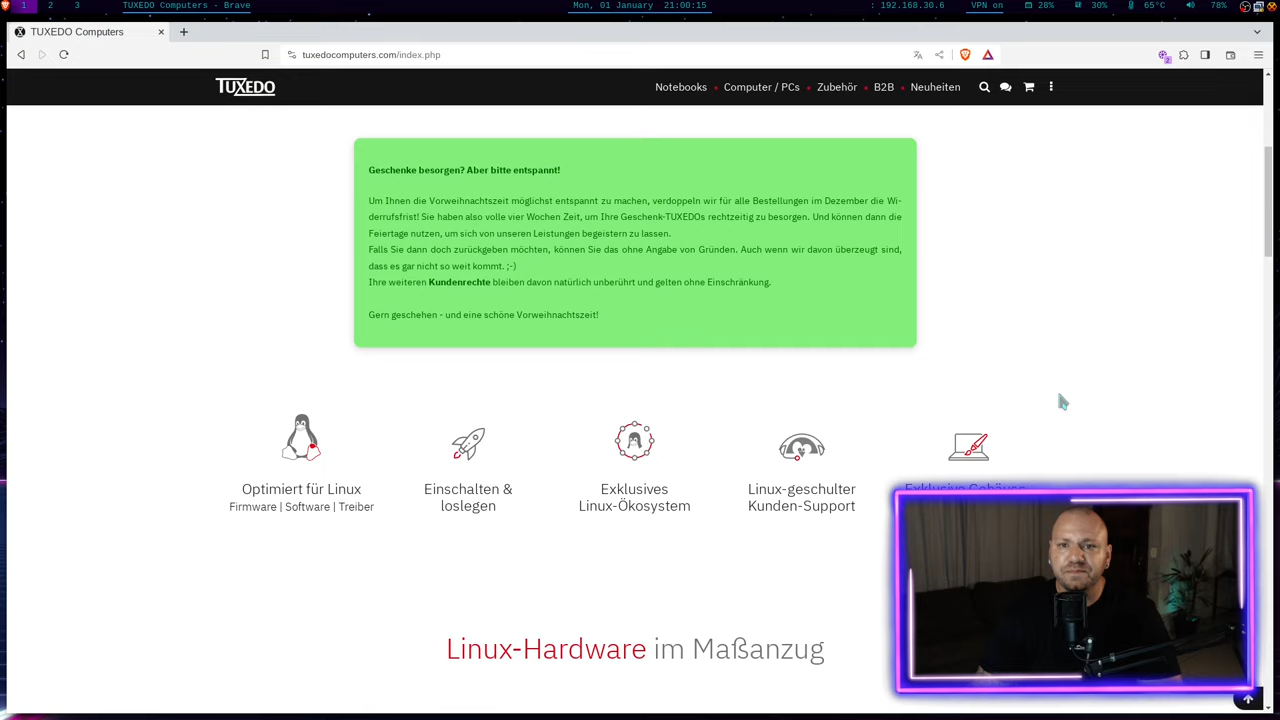 1 2 3 TUXEDO Computers - Brave Mon, 01 January 21:00:15 : 192.168.30.6 VPN on 28% 30% 65°C 78%
TUXEDO Computers
tuxedocomputers.com/index.php
2
TUXEDO Notebooks Computer / PCs Zubehör B2B Neuheiten
Geschenke besorgen? Aber bitte entspannt!
Um Ihnen die Vorweihnachtszeit möglichst entspannt zu machen, verdoppeln wir für alle Bestellungen im Dezember die Wi-
derrufsfrist! Sie haben also volle vier Wochen Zeit, um Ihre Geschenk-TUXEDOs rechtzeitig zu besorgen. Und können dann die
Feiertage nutzen, um sich von unseren Leistungen begeistern zu lassen.
Falls Sie dann doch zurückgeben möchten, können Sie das ohne Angabe von Gründen. Auch wenn wir davon überzeugt sind,
dass es gar nicht so weit kommt. ;-)
Ihre weiteren Kundenrechte bleiben davon natürlich unberührt und gelten ohne Einschränkung.
Gern geschehen - und eine schöne Vorweihnachtszeit!
Optimiert für Linux
Firmware | Software | Treiber
Einschalten &
loslegen
Exklusives
Linux-Ökosystem
Linux-geschulter
Kunden-Support
Exklusive Gehäuse
Linux-Hardware im Maßanzug